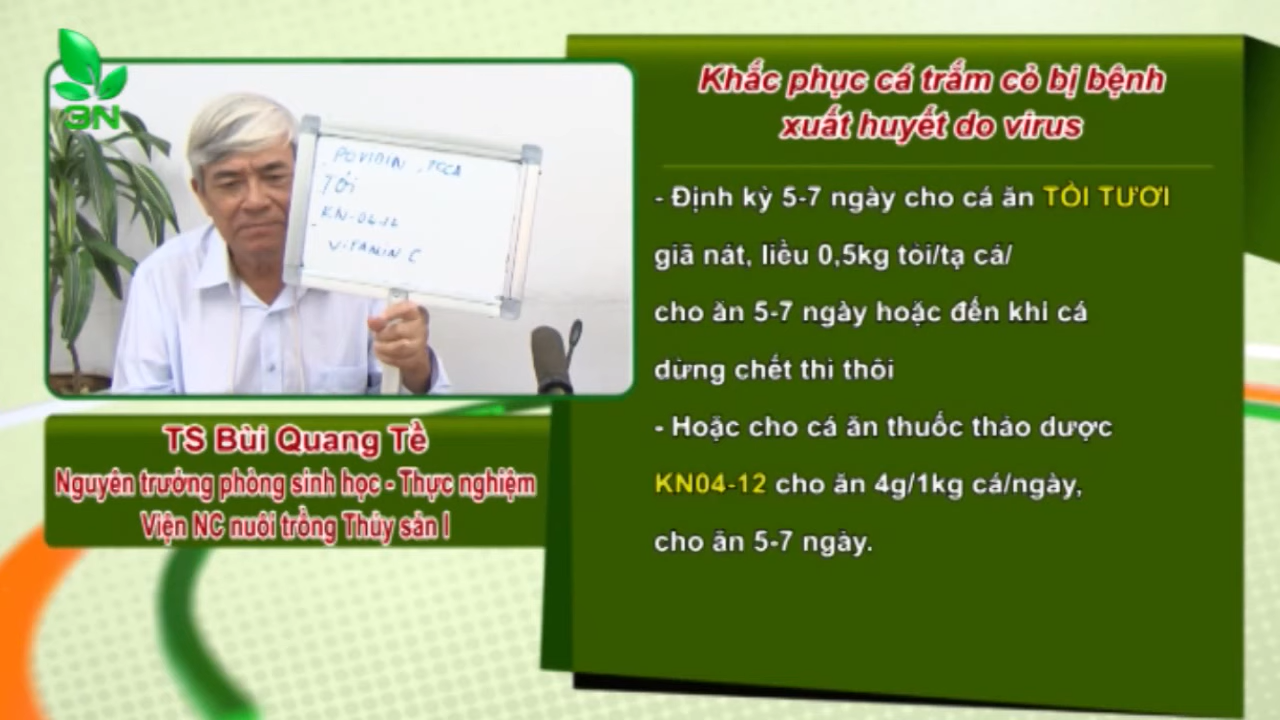 3N
POVIDIN, TCCA
TỎI
KN-04-12
VITAMIN C
TS Bùi Quang Tề
Nguyên trưởng phòng sinh học - Thực nghiệm
Viện NC nuôi trồng Thủy sản I
Khắc phục cá trắm cỏ bị bệnh
xuất huyết do virus
- Định kỳ 5-7 ngày cho cá ăn TỎI TƯƠI
giã nát, liều 0,5kg tỏi/tạ cá/
cho ăn 5-7 ngày hoặc đến khi cá
dừng chết thì thôi
- Hoặc cho cá ăn thuốc thảo dược
KN04-12 cho ăn 4g/1kg cá/ngày,
cho ăn 5-7 ngày.